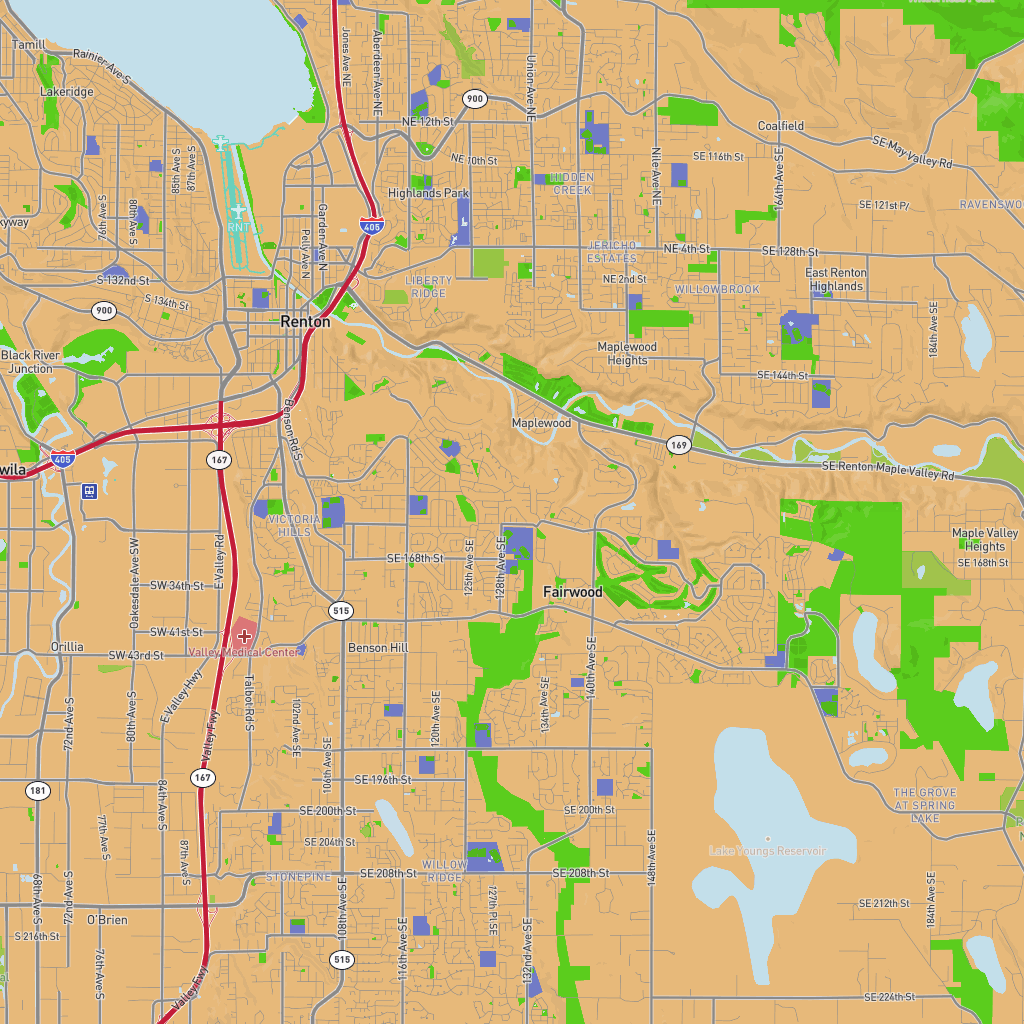 Tamill
Rainier Ave S
Lakeridge
Jones Ave NE
Aberdeen Ave NE
Union Ave NE
900
NE 12th St
NE 10th St
Coalfield
SE May Valley Rd
SE 116th St
Nile Ave NE
164th Ave SE
85th Ave S
87th Ave S
HIDDEN
CREEK
Highlands Park
SE 121st Pl
RAVENSWO
kyway
76th Ave S
80th Ave S
RNT
405
Garden Ave N
Pelly Ave N
JERICHO
ESTATES
NE 4th St
SE 128th St
S 132nd St
LIBERTY
RIDGE
NE 2nd St
WILLOWBROOK
East Renton
Highlands
S 134th St
900
Renton
184th Ave SE
Black River
Junction
Maplewood
Heights
SE 144th St
Benson Rd S
Maplewood
169
405
wila
167
SE Renton Maple Valley Rd
VICTORIA
HILLS
Maple Valley
Heights
SE 168th St
E Valley Rd
Oakesdale Ave SW
SE 168th St
125th Ave SE
128th Ave SE
SW 34th St
Fairwood
515
SW 41st St
Orillia
SW 43rd St
Valley Medical Center
Benson Hill
140th Ave SE
E Valley Hwy
Talbot Rd S
134th Ave SE
72nd Ave S
80th Ave S
Valley Fwy
102nd Ave SE
120th Ave SE
106th Ave SE
167
181
SE 196th St
84th Ave S
SE 200th St
SE 200th St
THE GROVE
AT SPRING
LAKE
77th Ave S
87th Ave S
SE 204th St
148th Ave SE
Lake Youngs Reservoir
68th Ave S
72nd Ave S
STONEPINE
SE 208th St
WILLOW
RIDGE
SE 208th St
184th Ave SE
SE 212th St
O'Brien
108th Ave SE
127th Pl SE
S 216th St
116th Ave SE
132nd Ave SE
76th Ave S
515
Valley Fwy
SE 224th St